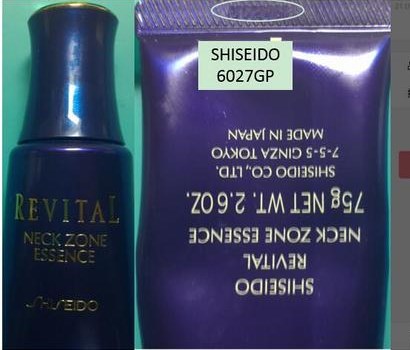 REVITAL
NECK ZONE
ESSENCE
SHISEIDO
SHISEIDO
6027GP
SHISEIDO
REVITAL
NECK ZONE ESSENCE
75g NET WT. 2.6 OZ.
SHISEIDO CO., LTD.
7-5-5 GINZA TOKYO
MADE IN JAPAN